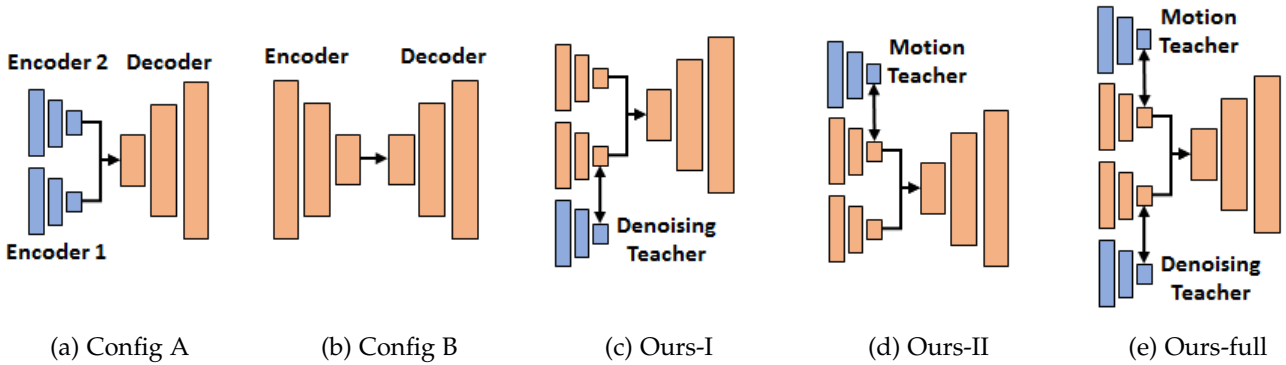 Encoder 2
Decoder
Encoder 1
(a) Config A
Encoder
Decoder
(b) Config B
Denoising
Teacher
(c) Ours-I
Motion
Teacher
(d) Ours-II
Motion
Teacher
Denoising
Teacher
(e) Ours-full